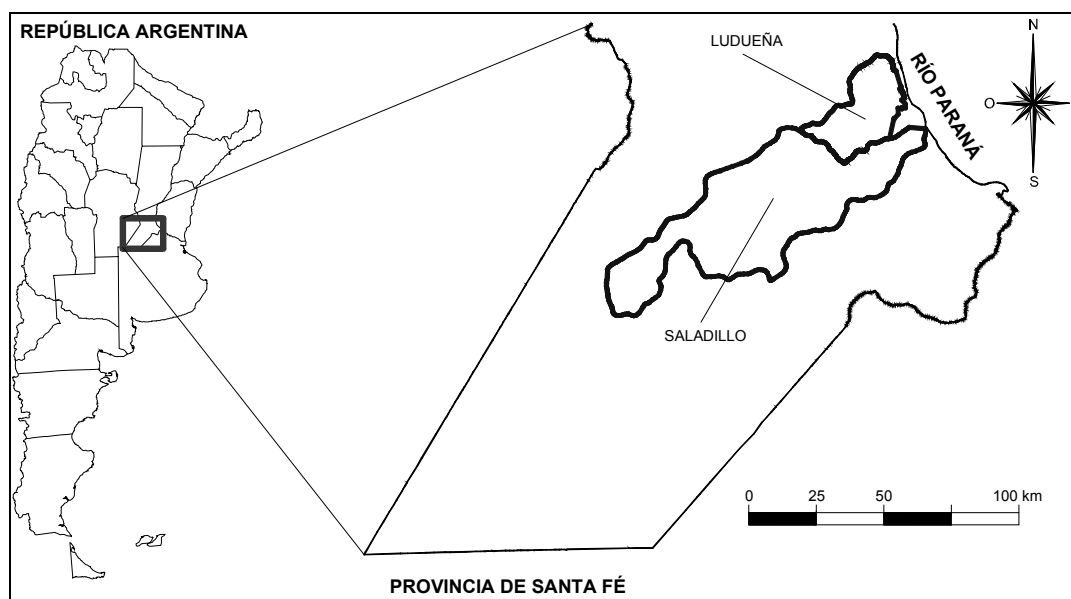 REPÚBLICA ARGENTINA
LUDUEÑA
RÍO PARANÁ
N
O
S
SALADILLO
0 25 50 100 km
PROVINCIA DE SANTA FÉ